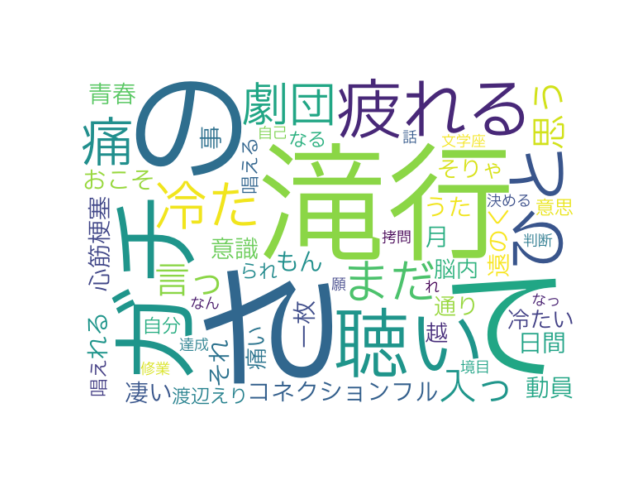 青春
の
劇団
疲れる
思う
痛
事
自己
なる
話
文学座
唱える
そりゃ
おこそ
冷た
滝行
うた
決める
意思
ガチ
心筋梗塞
言っ
意識
もん
られ
拷問
月
まだ
脳内
遠のく
判断
て
を
聴い
なん
自分
一枚
願
れ
通り
越
なっ
冷たい
唱え
れる
達成
それ
痛い
修業
境目
日間
凄い
渡辺えり
コネクションフル
入っ
動員